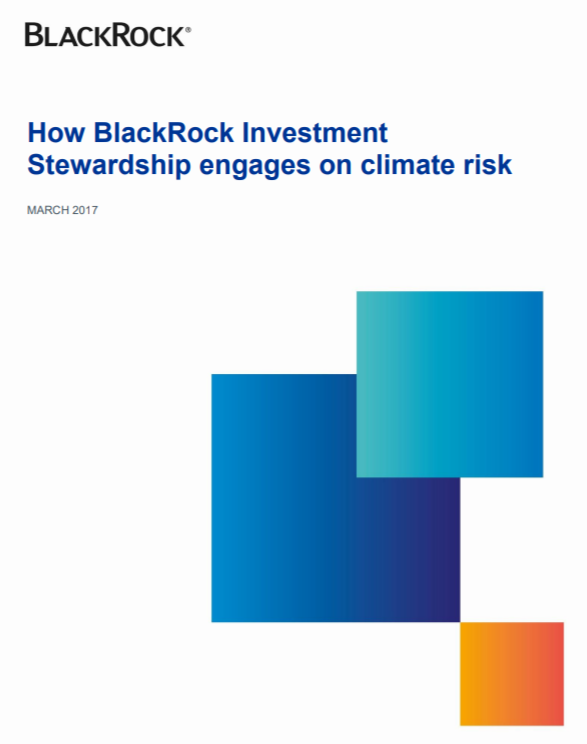 BLACKROCK®
How BlackRock Investment
Stewardship engages on climate risk
MARCH 2017